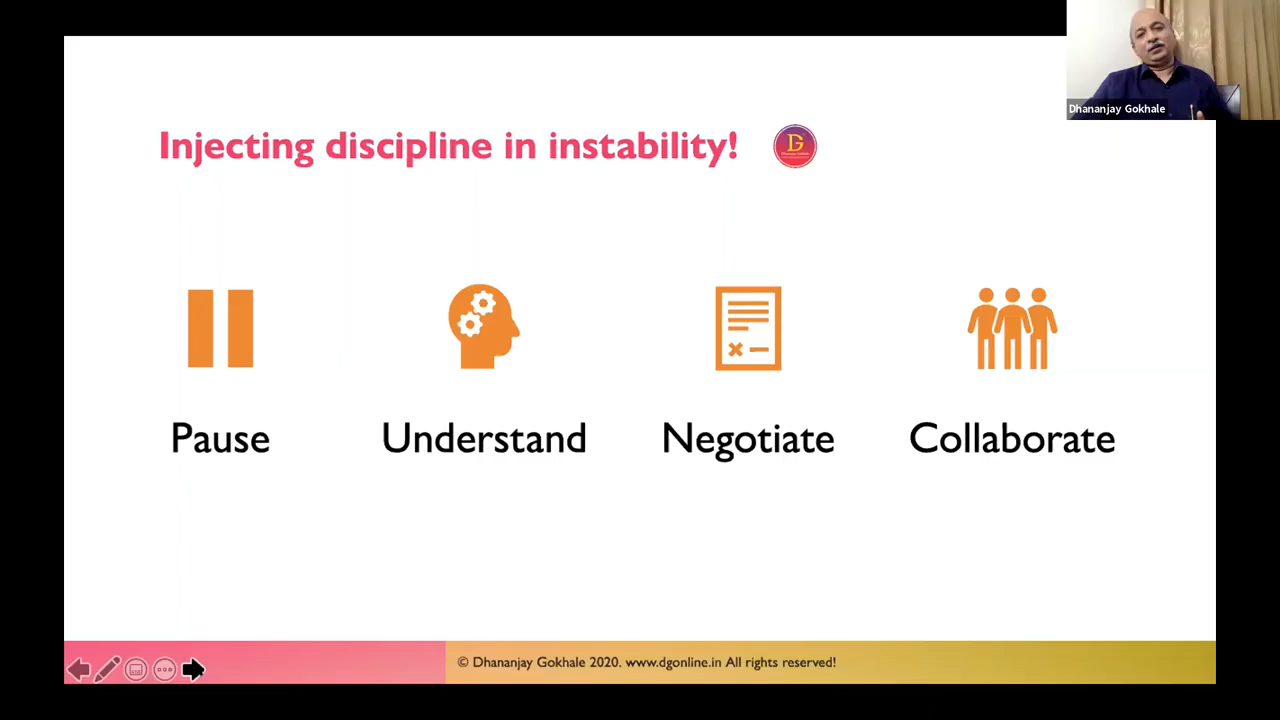 Dhananjay Gokhale
Injecting discipline in instability!
Pause
Understand
Negotiate
Collaborate
© Dhananjay Gokhale 2020. www.dgonline.in All rights reserved!